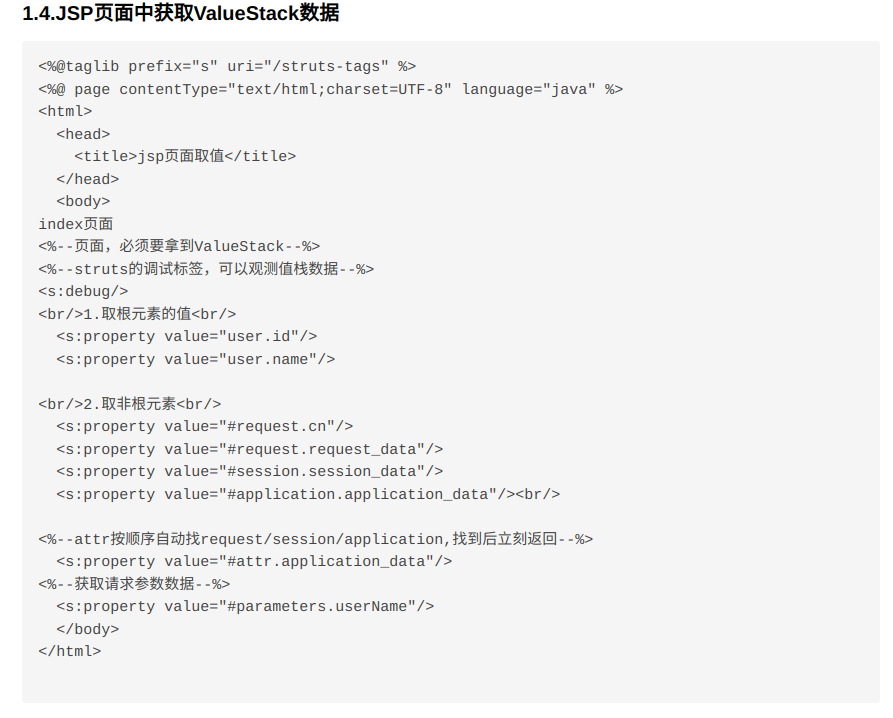 1.4.JSP页面中获取ValueStack数据
<%@taglib prefix="s" uri="/struts-tags" %>
<%@ page contentType="text/html;charset=UTF-8" language="java" %>
<html>
  <head>
    <title>jsp页面取值</title>
  </head>
  <body>
index页面
<%--页面，必须要拿到ValueStack--%>
<%--struts的调试标签，可以观测值栈数据--%>
<s:debug/>
<br/>1.取根元素的值<br/>
  <s:property value="user.id"/>
  <s:property value="user.name"/>
<br/>2.取非根元素<br/>
  <s:property value="#request.cn"/>
  <s:property value="#request.request_data"/>
  <s:property value="#session.session_data"/>
  <s:property value="#application.application_data"/><br/>
<%--attr按顺序自动找request/session/application,找到后立刻返回--%>
  <s:property value="#attr.application_data"/>
<%--获取请求参数数据--%>
  <s:property value="#parameters.userName"/>
  </body>
</html>